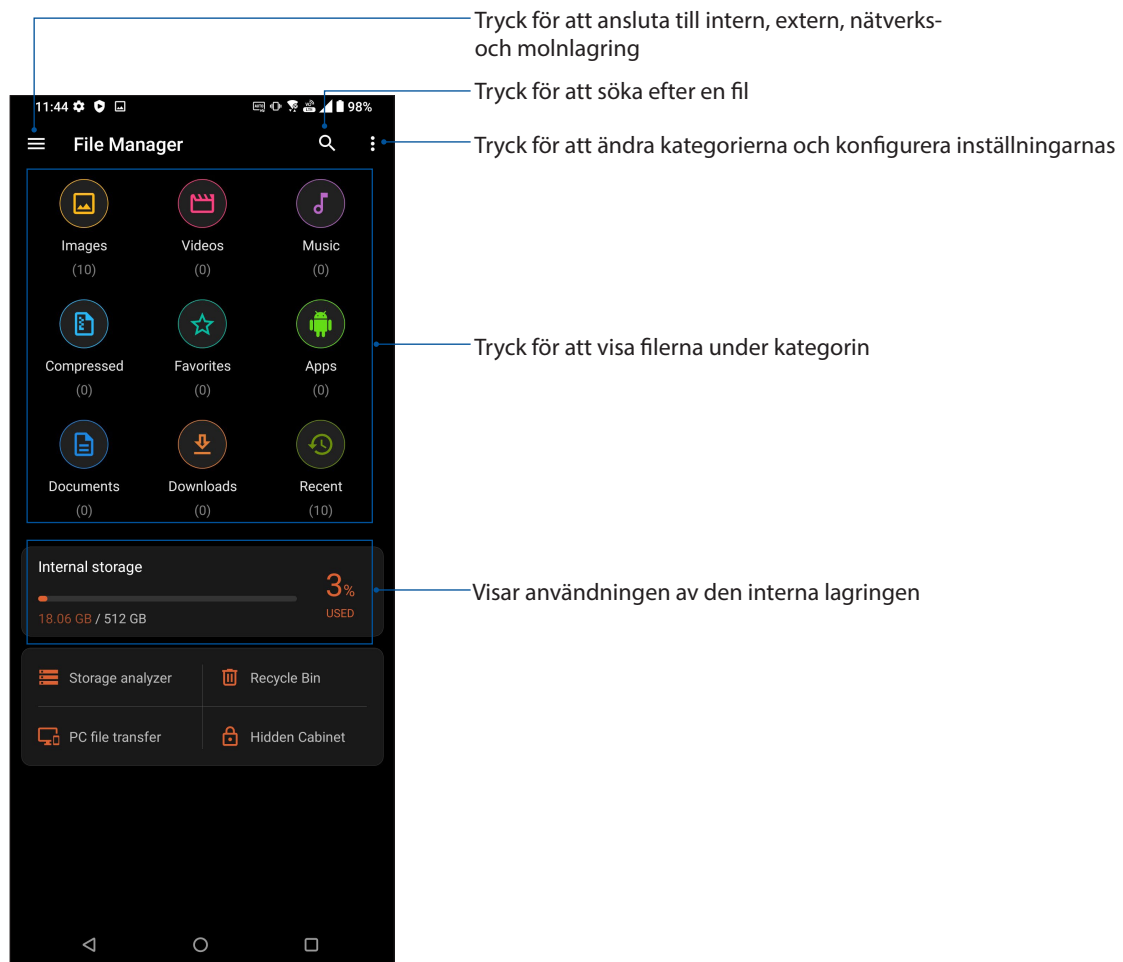 Tryck för att ansluta till intern, extern, nätverks-
och molnlagring
Tryck för att söka efter en fil
Tryck för att ändra kategorierna och konfigurera inställningarnas
Tryck för att visa filerna under kategorin
Visar användningen av den interna lagringen
11:44 98%
File Manager
Images Videos Music
(10) (0) (0)
Compressed Favorites Apps
(0) (0) (0)
Documents Downloads Recent
(0) (0) (10)
Internal storage
3%
18.06 GB / 512 GB USED
Storage analyzer Recycle Bin
PC file transfer Hidden Cabinet